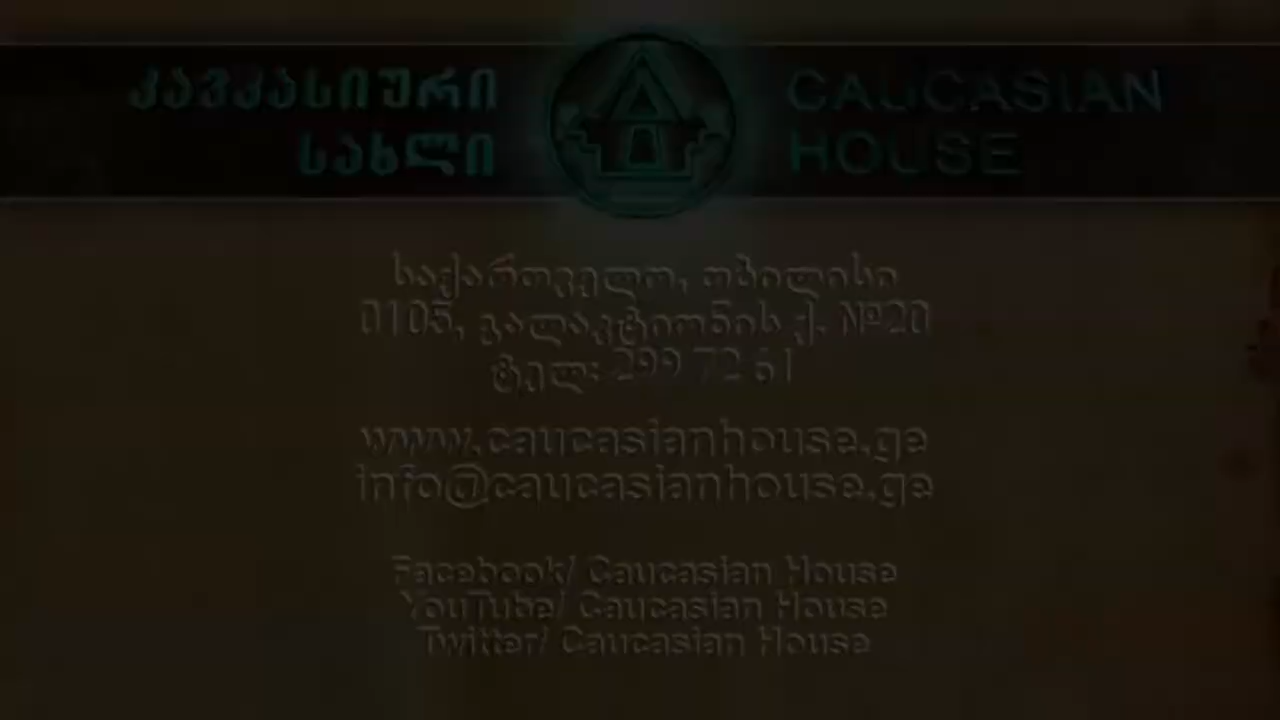 კავკასიური
სახლი
CAUCASIAN
HOUSE
საქართველო, თბილისი
0105, გალაკტიონის ქ. №20
ტელ: 299 72 61
www.caucasianhouse.ge
info@caucasianhouse.ge
Facebook/ Caucasian House
YouTube/ Caucasian House
Twitter/ Caucasian House